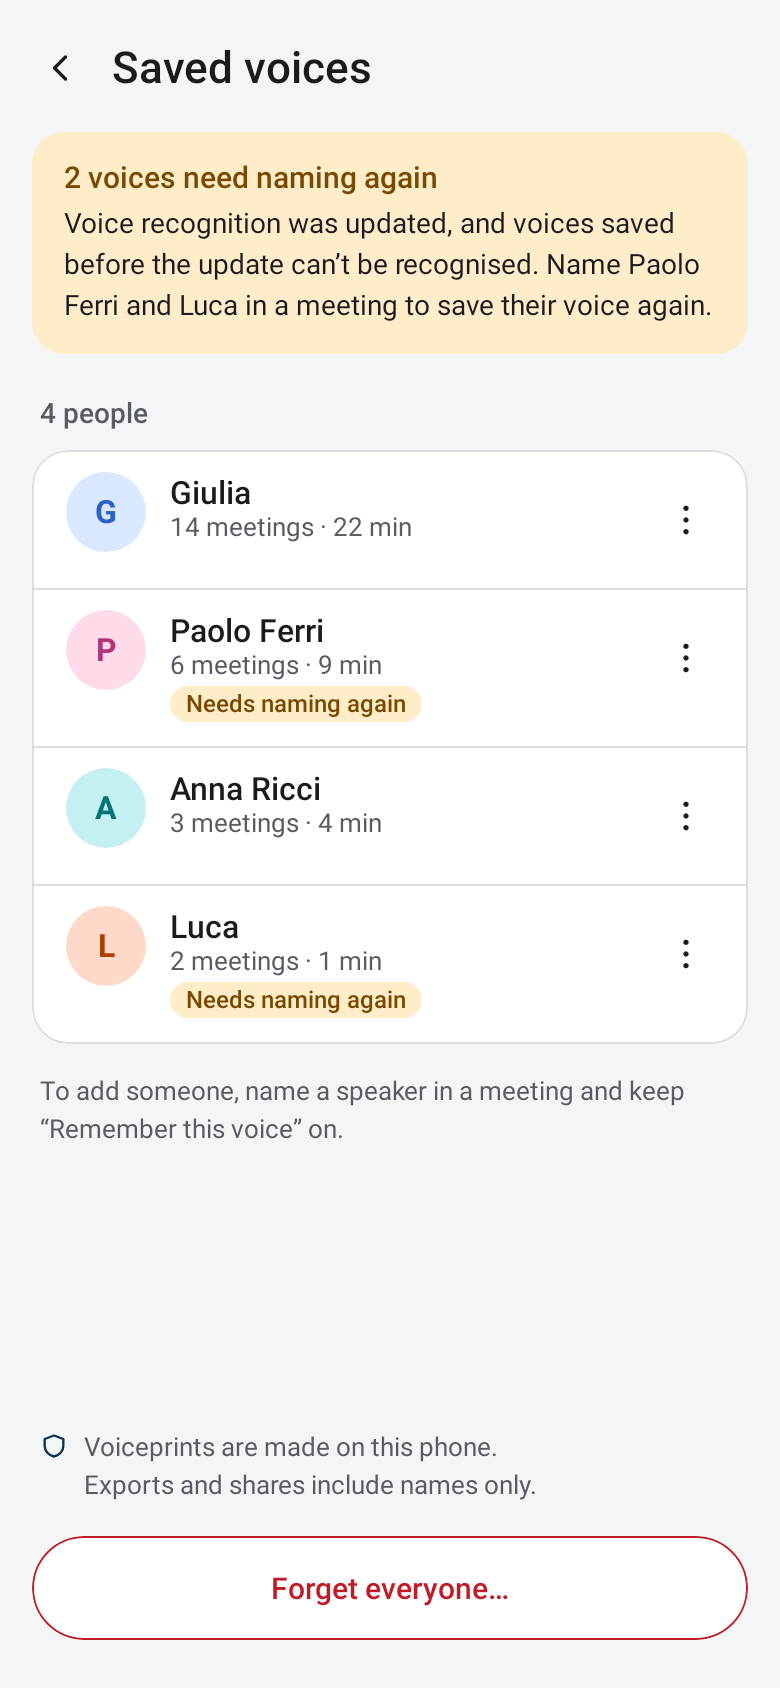 Saved voices
2 voices need naming again
Voice recognition was updated, and voices saved
before the update can’t be recognised. Name Paolo
Ferri and Luca in a meeting to save their voice again.
4 people
G
Giulia
14 meetings · 22 min
P
Paolo Ferri
6 meetings · 9 min
Needs naming again
A
Anna Ricci
3 meetings · 4 min
L
Luca
2 meetings · 1 min
Needs naming again
To add someone, name a speaker in a meeting and keep
“Remember this voice” on.
Voiceprints are made on this phone.
Exports and shares include names only.
Forget everyone…